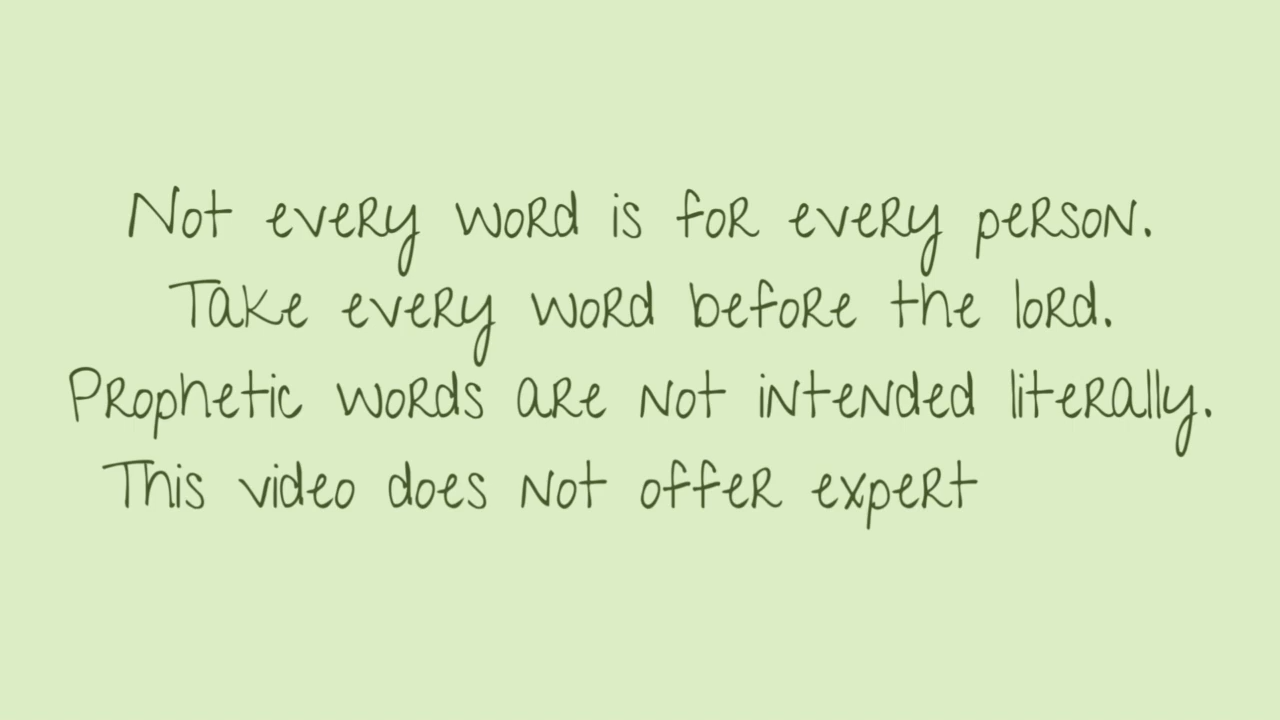 Not every word is for every person.
Take every word before the lord.
Prophetic words are not intended literally.
This video does not offer expert